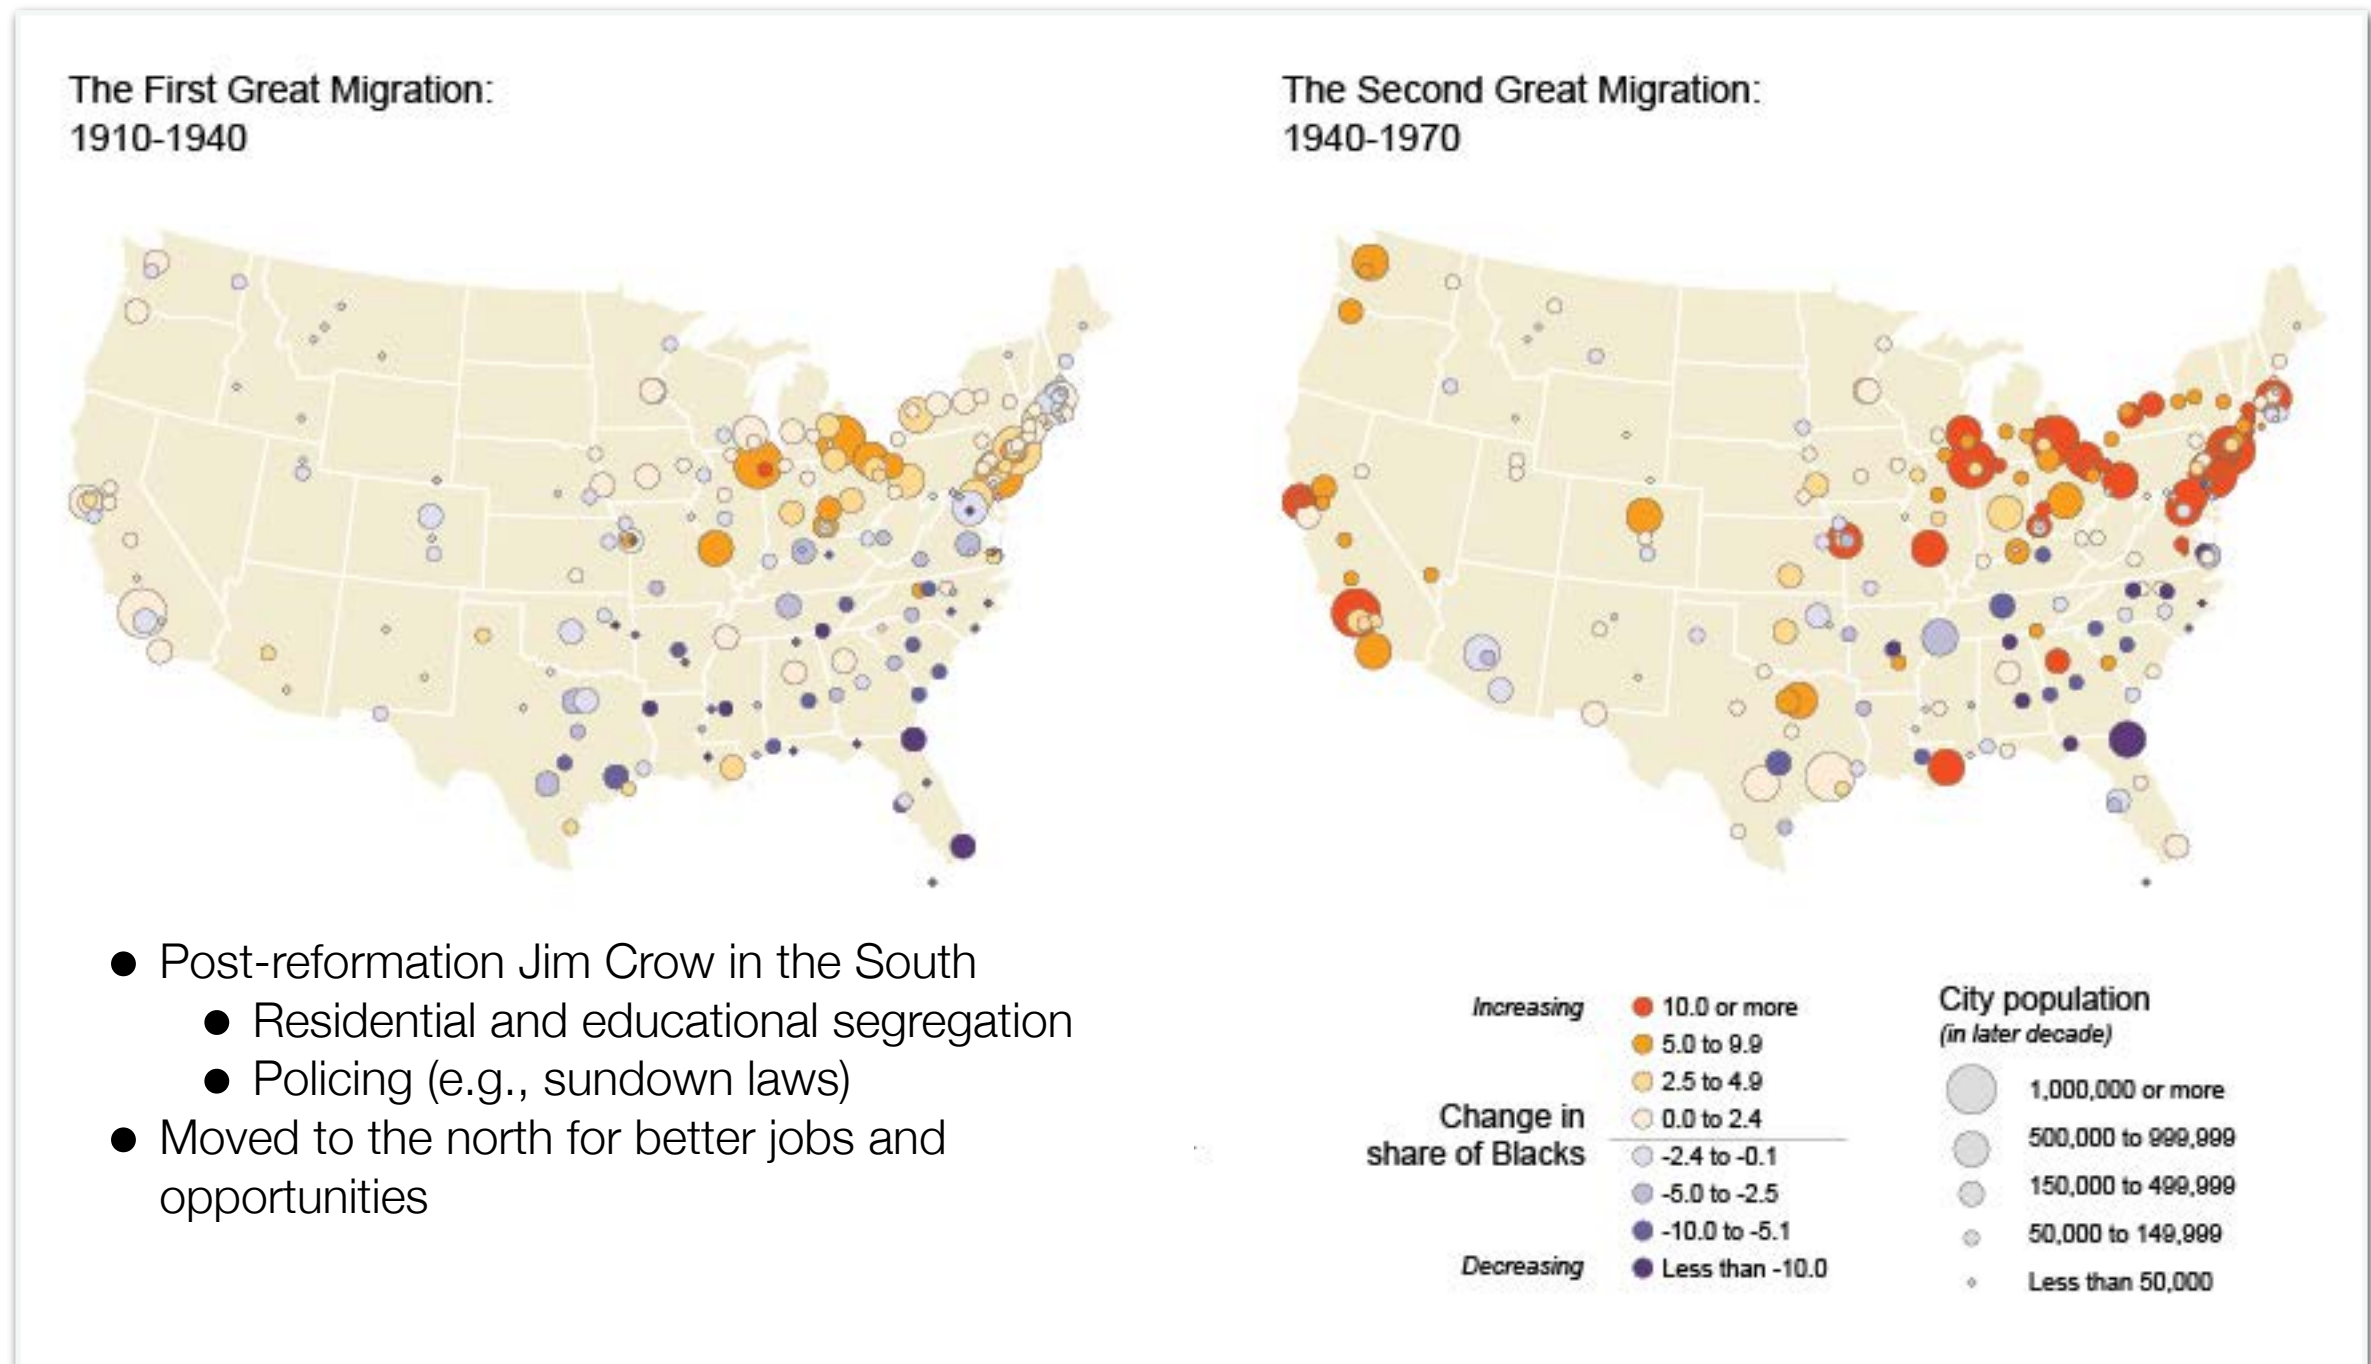 The First Great Migration:
1910-1940
The Second Great Migration:
1940-1970
● Post-reformation Jim Crow in the South
● Residential and educational segregation
● Policing (e.g., sundown laws)
● Moved to the north for better jobs and
opportunities
Increasing
10.0 or more
5.0 to 9.9
2.5 to 4.9
0.0 to 2.4
Change in
share of Blacks
-2.4 to -0.1
-5.0 to -2.5
-10.0 to -5.1
Decreasing
Less than -10.0
City population
(in later decade)
1,000,000 or more
500,000 to 999,999
150,000 to 499,999
50,000 to 149,999
Less than 50,000